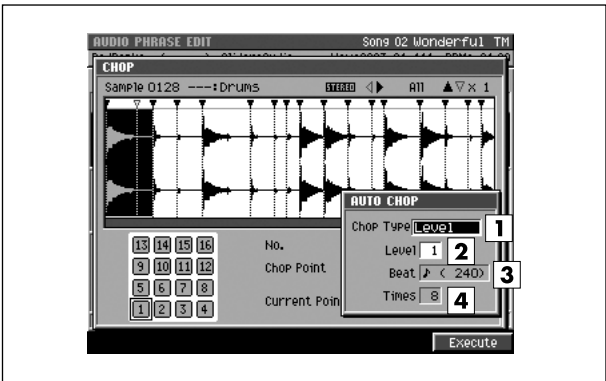 AUDIO PHRASE EDIT Song 02 Wonderful TM
CHOP
Sample 0128 ---:Drums STEREO All x 1
AUTO CHOP
Chop Type Level 1
Level 1 2
Beat ♪ ( 240) 3
Times 8 4
13 14 15 16
9 10 11 12
5 6 7 8
1 2 3 4
No.
Chop Point
Current Poin
Execute